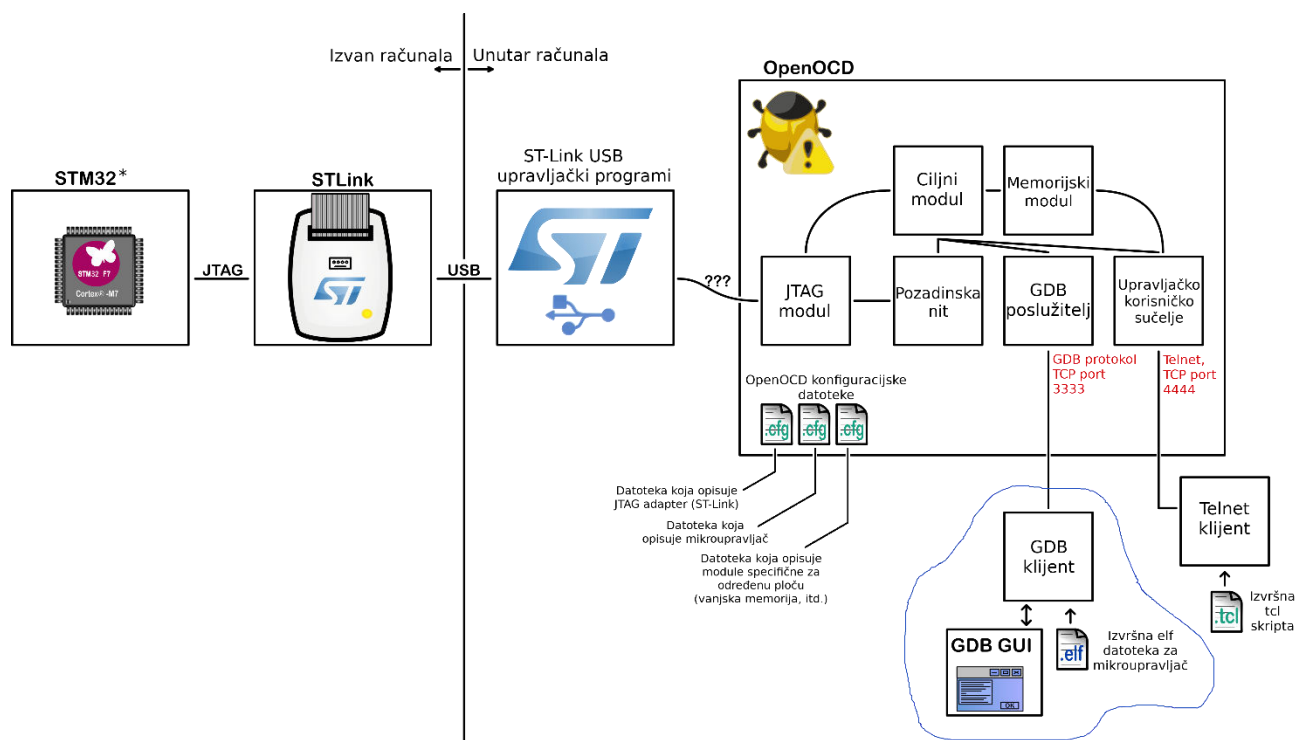 Izvan računala
Unutar računala
OpenOCD
STM32*
STM32 F7
Cortex® -M7
JTAG
STLink
USB
ST-Link USB
upravljački programi
ST
???
Ciljni
modul
Memorijski
modul
JTAG
modul
Pozadinska
nit
GDB
poslužitelj
Upravljačko
korisničko
sučelje
GDB protokol
TCP port
3333
Telnet,
TCP port
4444
OpenOCD konfiguracijske
datoteke
.cfg
.cfg
.cfg
Datoteka koja opisuje
JTAG adapter (ST-Link)
Datoteka koja
opisuje mikroupravljač
Datoteka koja opisuje
module specifične za
određenu ploču
(vanjska memorija, itd.)
GDB
klijent
Telnet
klijent
.tcl
Izvršna
tcl
skripta
GDB GUI
OK
.elf
Izvršna elf
datoteka za
mikroupravljač